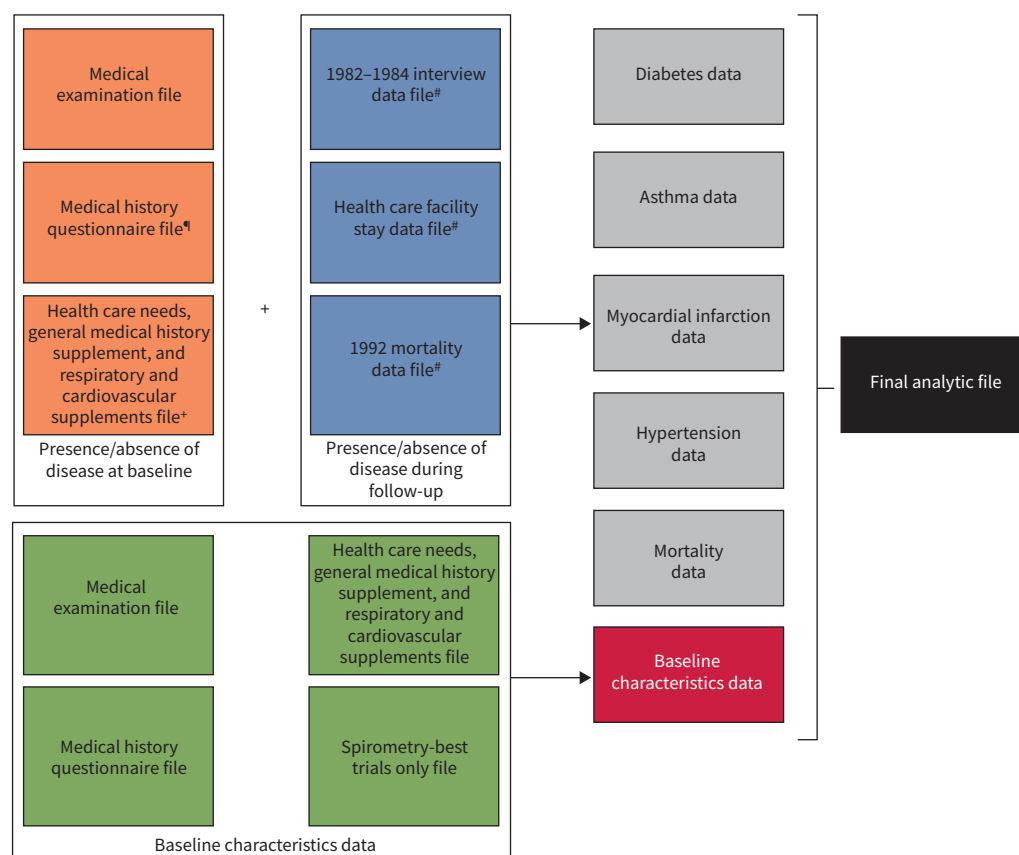 Medical
examination file
Medical history
questionnaire file¶
Health care needs,
general medical history
supplement, and
respiratory and
cardiovascular
supplements file⁺
Presence/absence of
disease at baseline
+
1982–1984 interview
data file#
Health care facility
stay data file#
1992 mortality
data file#
Presence/absence of
disease during
follow-up
Diabetes data
Asthma data
Myocardial infarction
data
Hypertension
data
Mortality
data
Baseline
characteristics data
Final analytic file
Medical
examination file
Health care needs,
general medical history
supplement, and
respiratory and
cardiovascular
supplements file
Medical history
questionnaire file
Spirometry-best
trials only file
Baseline characteristics data